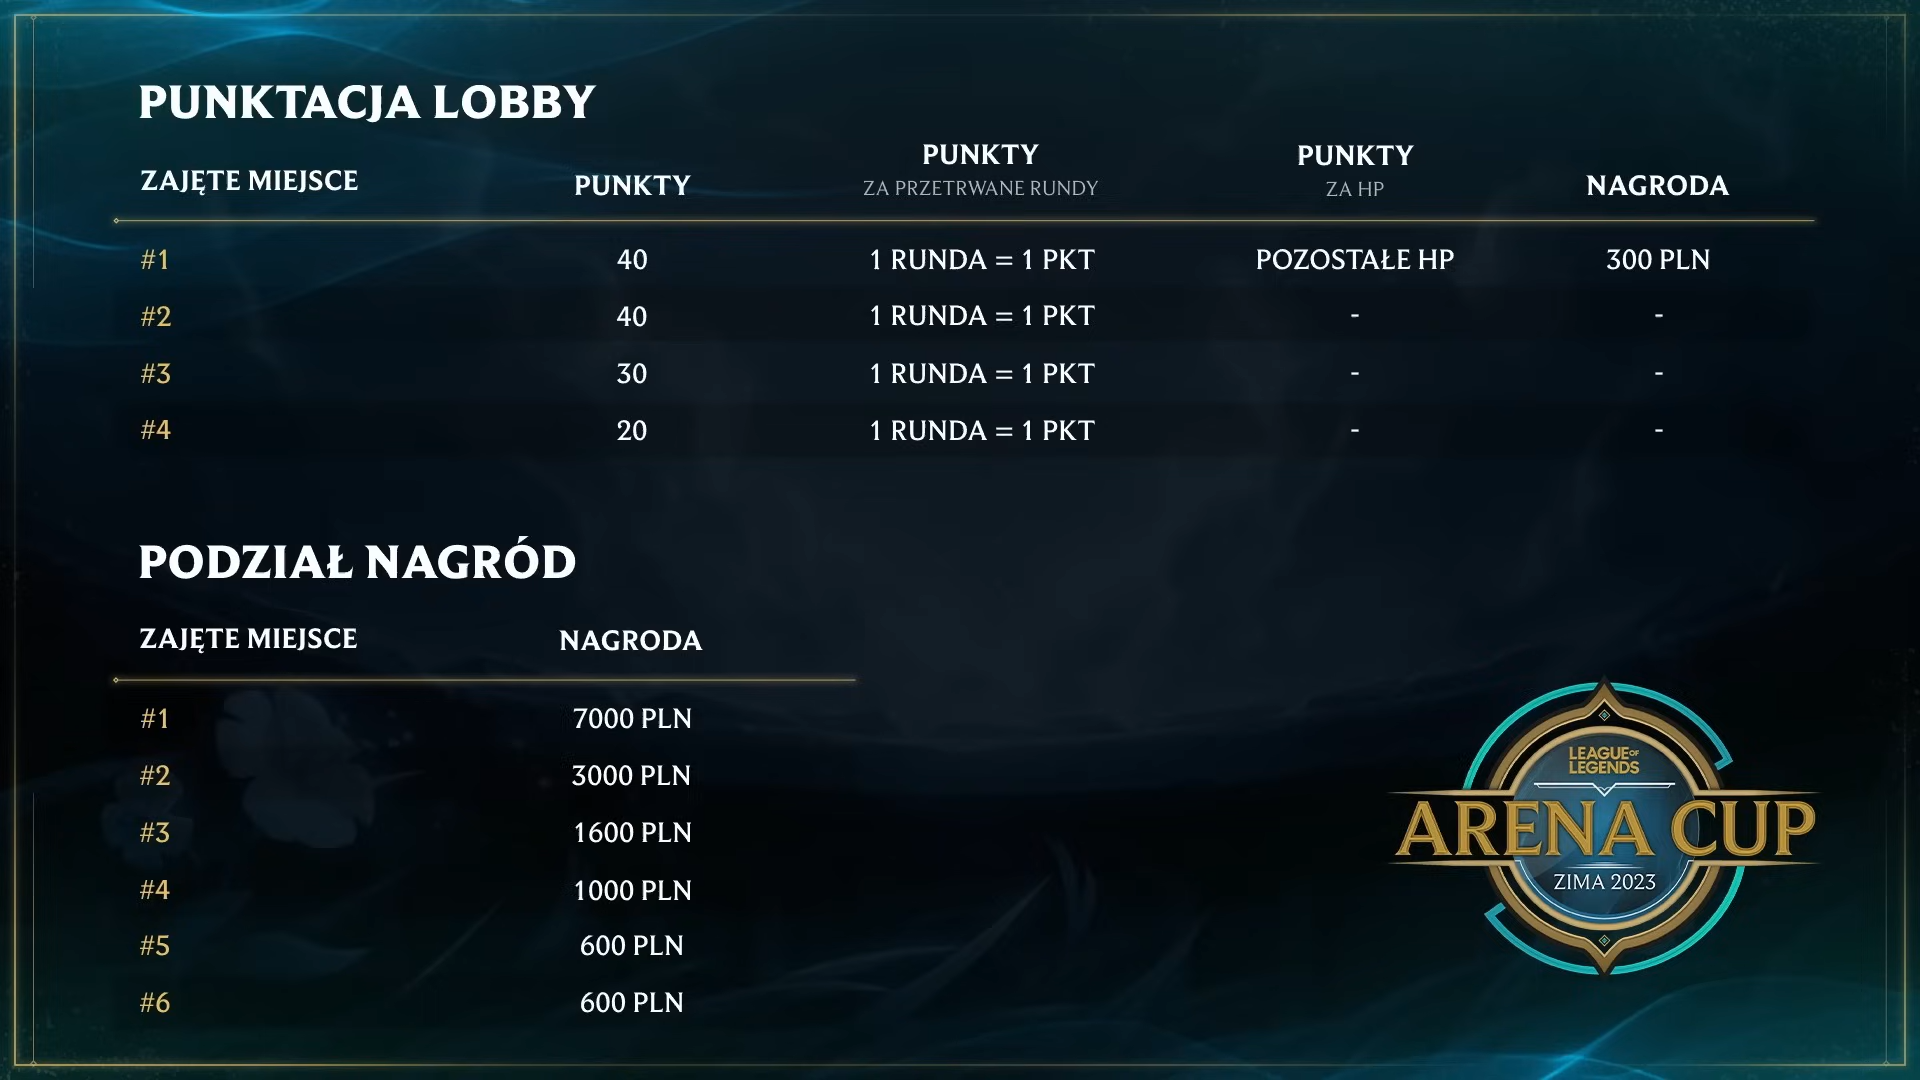 PUNKTACJA LOBBY
ZAJĘTE MIEJSCE PUNKTY PUNKTY ZA PRZETRWANE RUNDY PUNKTY ZA HP NAGRODA
#1 40 1 RUNDA = 1 PKT POZOSTAŁE HP 300 PLN
#2 40 1 RUNDA = 1 PKT - -
#3 30 1 RUNDA = 1 PKT - -
#4 20 1 RUNDA = 1 PKT - -
PODZIAŁ NAGRÓD
ZAJĘTE MIEJSCE NAGRODA
#1 7000 PLN
#2 3000 PLN
#3 1600 PLN
#4 1000 PLN
#5 600 PLN
#6 600 PLN
LEAGUE OF
LEGENDS
ARENA CUP
ZIMA 2023